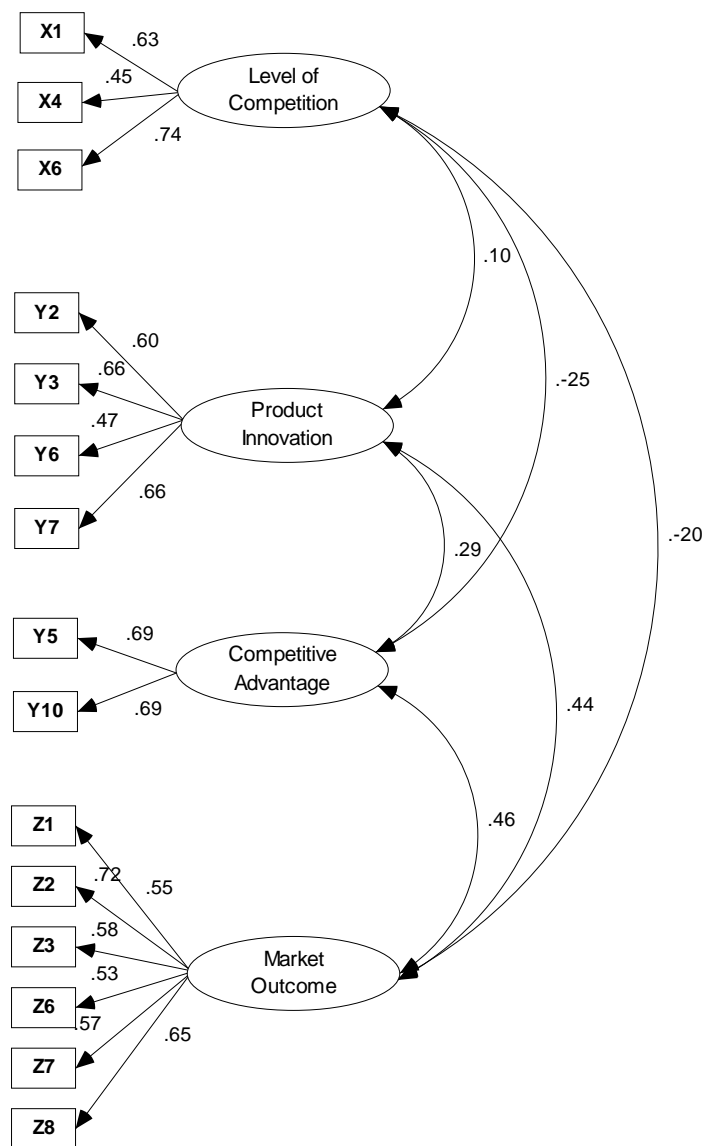 X1
.63
Level of
Competition
.45
X4
.74
X6
.10
Y2
.60
.66
Y3
.-25
Product
Innovation
.47
Y6
.66
Y7
.-20
.29
Y5
.69
Competitive
Advantage
.69
Y10
.44
Z1
.46
.72
.55
Z2
.58
Z3
Market
Outcome
.53
Z6
.57
.65
Z7
Z8